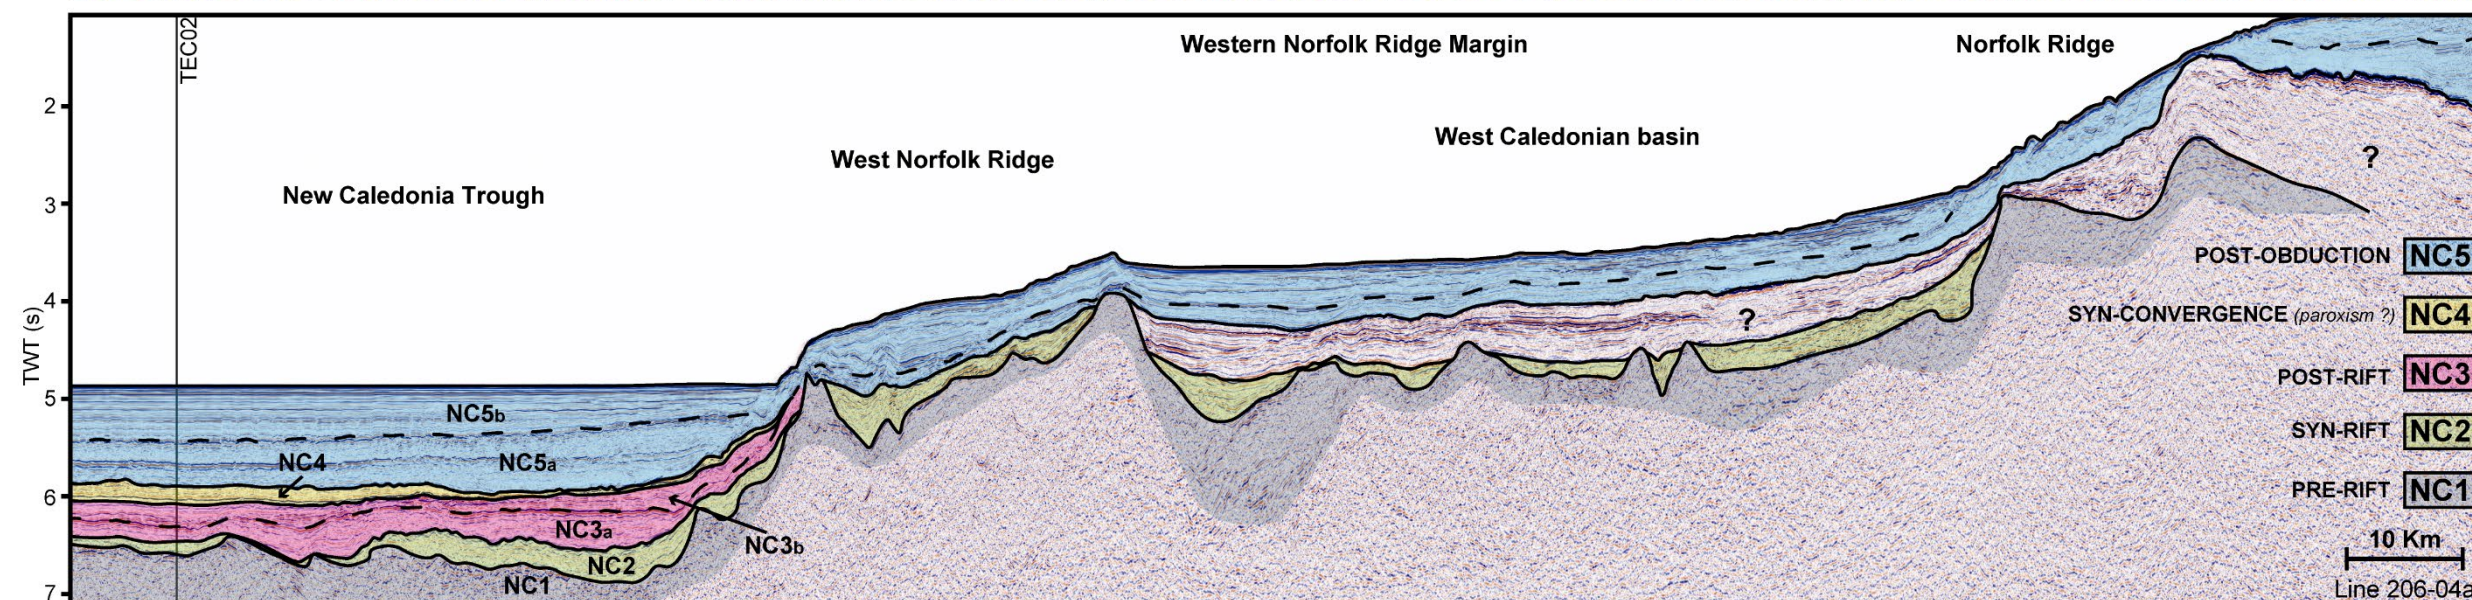 TEC02
Western Norfolk Ridge Margin
Norfolk Ridge
2
West Caledonian basin
West Norfolk Ridge
?
New Caledonia Trough
3
POST-OBDUCTION NC5
4
SYN-CONVERGENCE (paroxism ?) NC4
?
TWT (s)
POST-RIFT NC3
5
NC5b
SYN-RIFT NC2
NC4
NC5a
PRE-RIFT NC1
6
NC3a
NC3b
10 Km
NC2
NC1
7
Line 206-04a